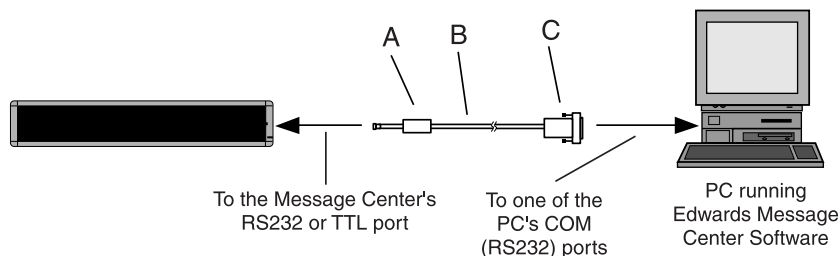 A
B
C
To the Message Center's
RS232 or TTL port
To one of the
PC's COM
(RS232) ports
PC running
Edwards Message
Center Software